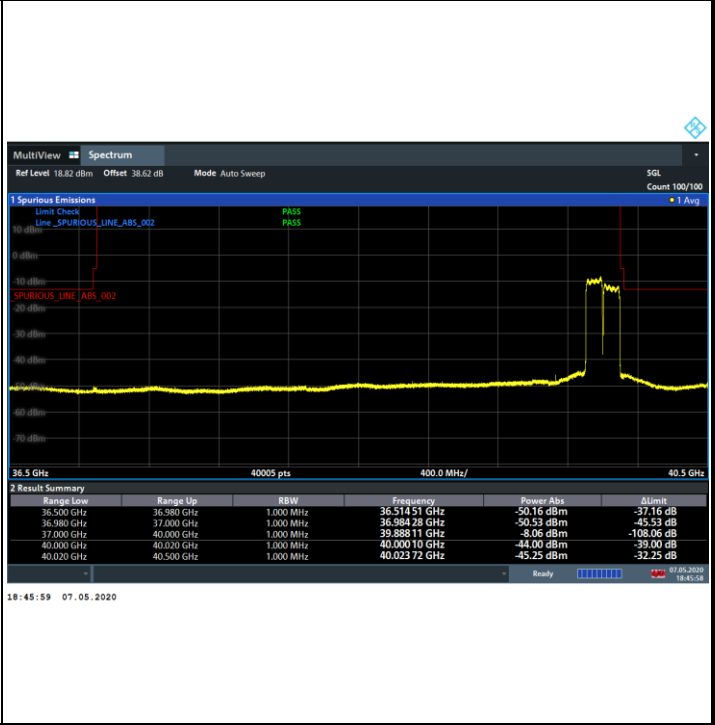 MultiView Spectrum
Ref Level 18.82 dBm Offset 38.62 dB Mode Auto Sweep SGL
Count 100/100
1 Spurious Emissions 1 Avg
Limit Check PASS
Line _SPURIOUS_LINE_ABS_002 PASS
10 dBm
0 dBm
-10 dBm
_SPURIOUS_LINE_ABS_002
-20 dBm
-30 dBm
-40 dBm
-50 dBm
-60 dBm
-70 dBm
36.5 GHz 40005 pts 400.0 MHz/ 40.5 GHz
2 Result Summary
Range Low Range Up RBW Frequency Power Abs ΔLimit
36.500 GHz 36.980 GHz 1.000 MHz 36.514 51 GHz -50.16 dBm -37.16 dB
36.980 GHz 37.000 GHz 1.000 MHz 36.984 28 GHz -50.53 dBm -45.53 dB
37.000 GHz 40.000 GHz 1.000 MHz 39.888 11 GHz -8.06 dBm -108.06 dB
40.000 GHz 40.020 GHz 1.000 MHz 40.000 10 GHz -44.00 dBm -39.00 dB
40.020 GHz 40.500 GHz 1.000 MHz 40.023 72 GHz -45.25 dBm -32.25 dB
Ready 07.05.2020
18:45:58
18:45:59 07.05.2020